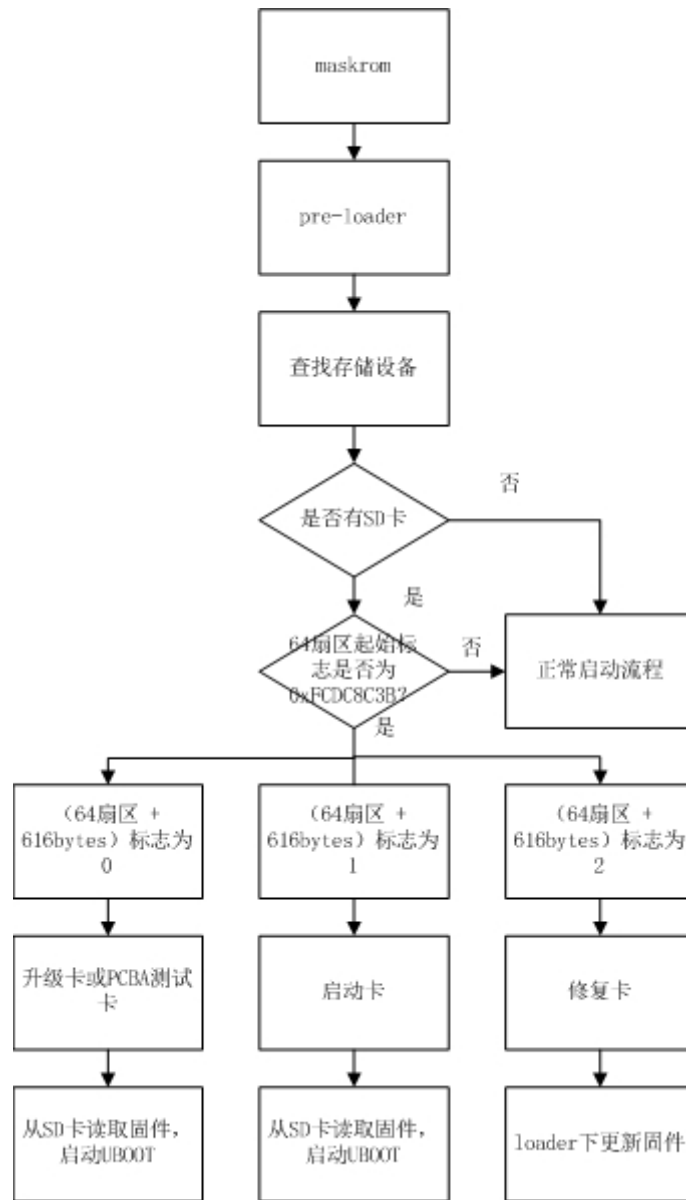 maskrom
pre-loader
查找存储设备
否
是否有SD卡
是
64扇区起始标
志是否为
0xFCDC8C3B?
否
正常启动流程
是
（64扇区 +
616bytes）标志为
0
（64扇区 +
616bytes）标志为
1
（64扇区 +
616bytes）标志为
2
升级卡或PCBA测试
卡
启动卡
修复卡
从SD卡读取固件，
启动UBOOT
从SD卡读取固件，
启动UBOOT
loader下更新固件